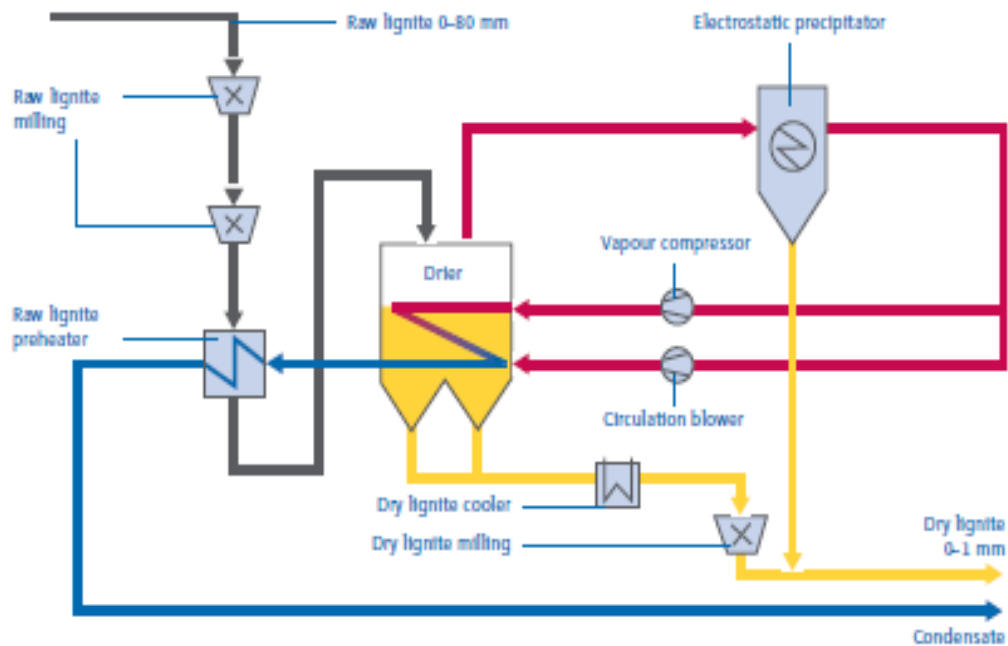 Raw lignite 0–80 mm
Electrostatic precipitator
Raw lignite
milling
Vapour compressor
Drier
Raw lignite
preheater
Circulation blower
Dry lignite cooler
Dry lignite milling
Dry lignite
0–1 mm
Condensate